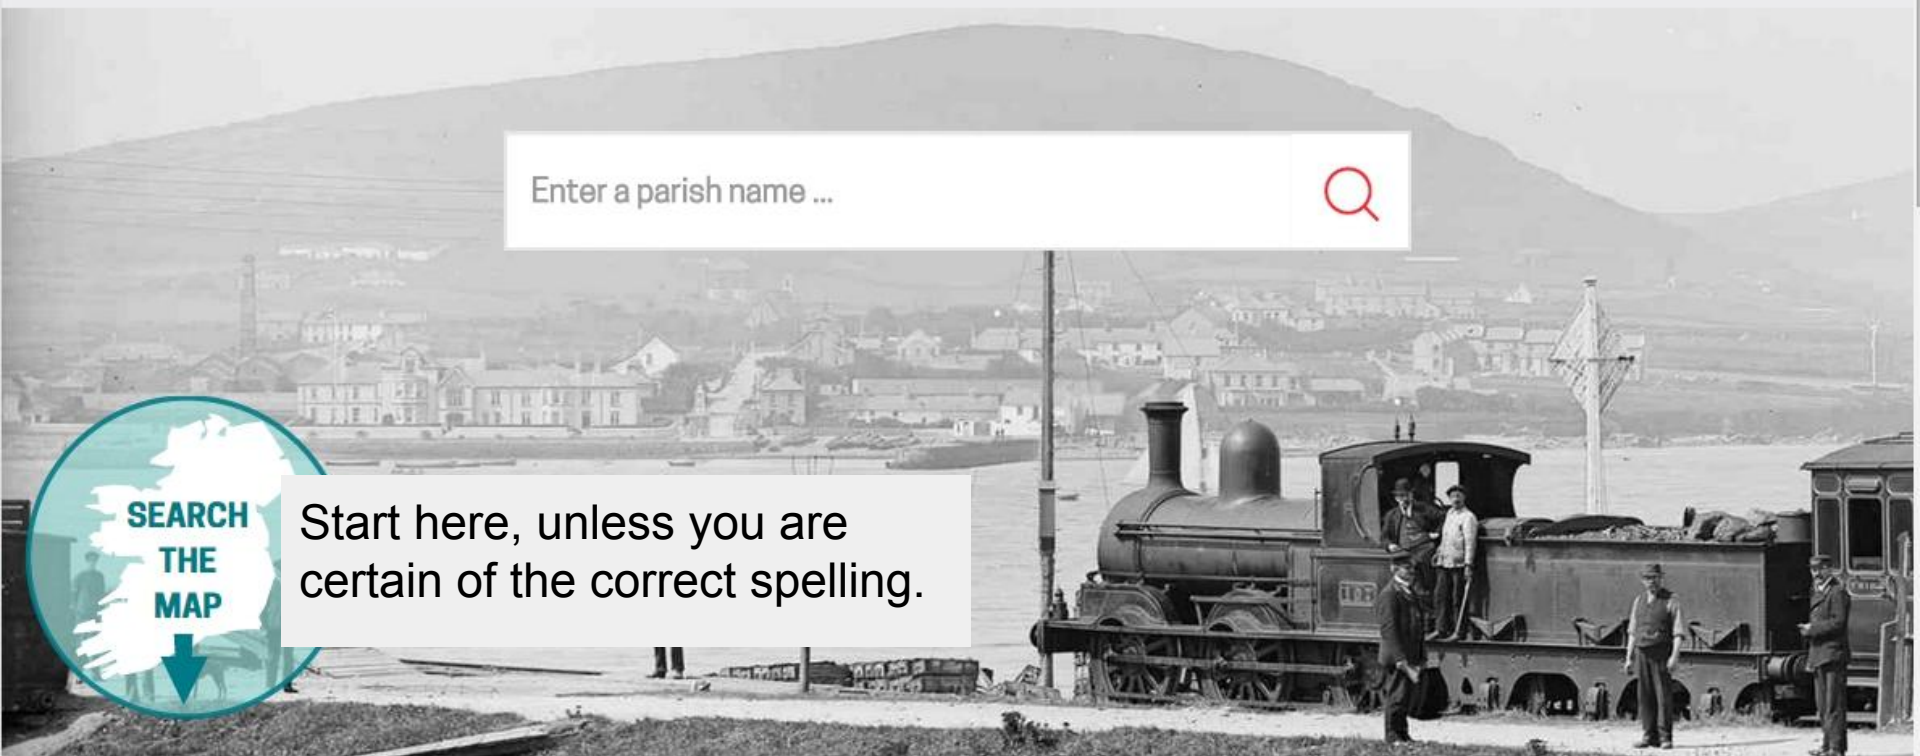 Enter a parish name ...
SEARCH
THE
MAP
Start here, unless you are
certain of the correct spelling.